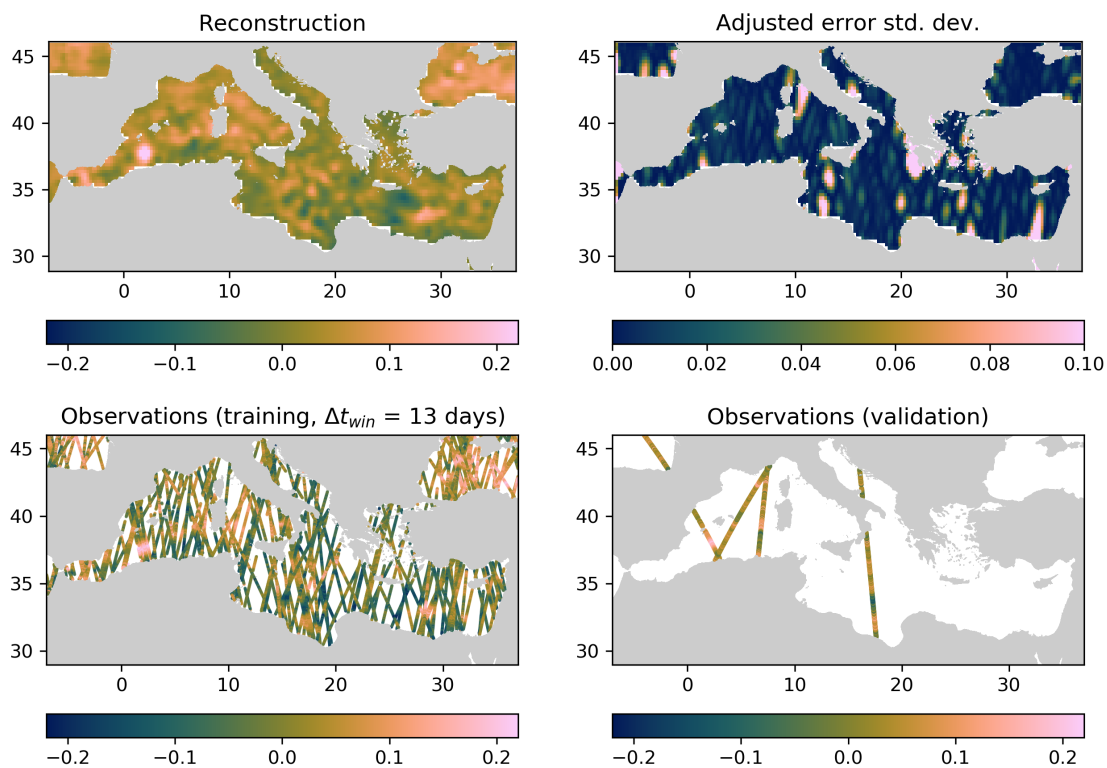 Reconstruction
Adjusted error std. dev.
45
40
35
30
0 10 20 30
45
40
35
30
0 10 20 30
−0.2 −0.1 0.0 0.1 0.2
0.00 0.02 0.04 0.06 0.08 0.10
Observations (training, Δt_win = 13 days)
Observations (validation)
45
40
35
30
0 10 20 30
45
40
35
30
0 10 20 30
−0.2 −0.1 0.0 0.1 0.2
−0.2 −0.1 0.0 0.1 0.2